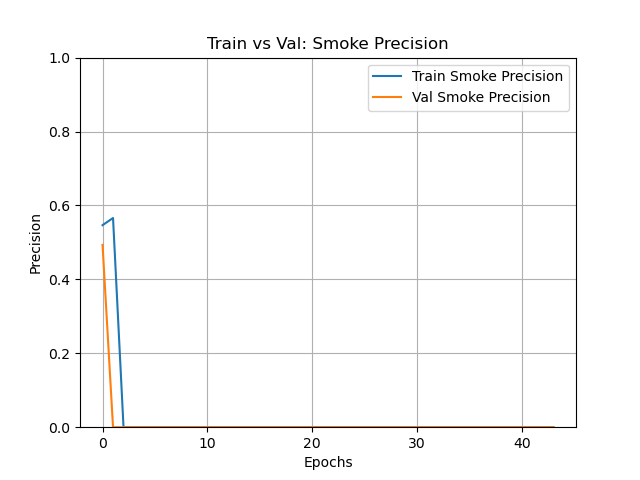 Train vs Val: Smoke Precision
Train Smoke Precision
Val Smoke Precision
Precision
1.0
0.8
0.6
0.4
0.2
0.0
0 10 20 30 40
Epochs